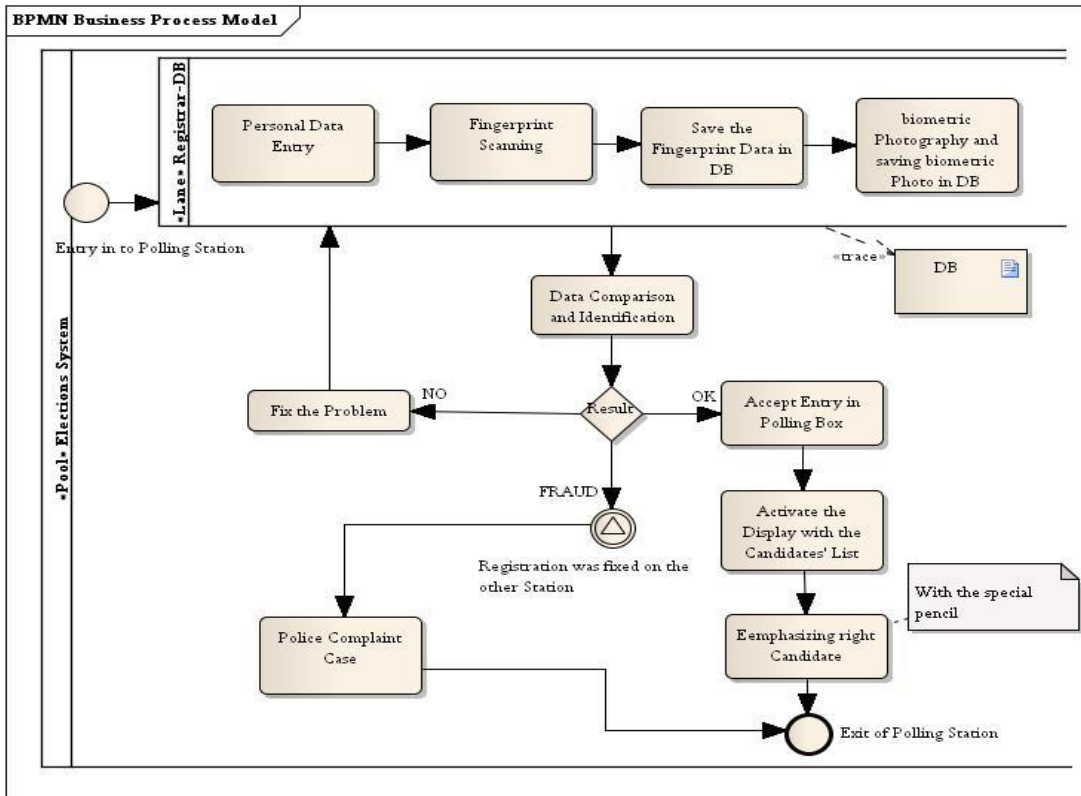 BPMN Business Process Model
«Pool» Elections System
«Lane» Registrar-DB
Personal Data
Entry
Fingerprint
Scanning
Save the
Fingerprint Data in
DB
biometric
Photography and
saving biometric
Photo in DB
Entry in to Polling Station
«trace»
DB
Data Comparison
and Identification
Fix the Problem
NO
Result
OK
Accept Entry in
Polling Box
FRAUD
Registration was fixed on the
other Station
Activate the
Display with the
Candidates' List
With the special
pencil
Police Complaint
Case
Eemphasizing right
Candidate
Exit of Polling Station